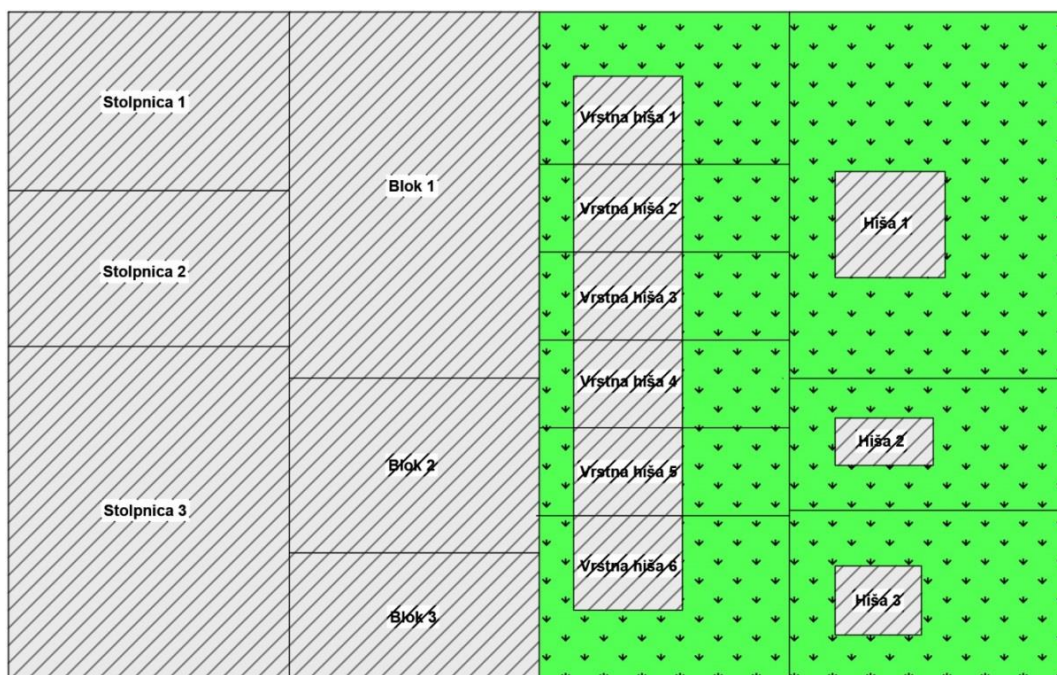 Stolpnica 1
Stolpnica 2
Stolpnica 3
Blok 1
Blok 2
Blok 3
Vrstna hiša 1
Vrstna hiša 2
Vrstna hiša 3
Vrstna hiša 4
Vrstna hiša 5
Vrstna hiša 6
Hiša 1
Hiša 2
Hiša 3